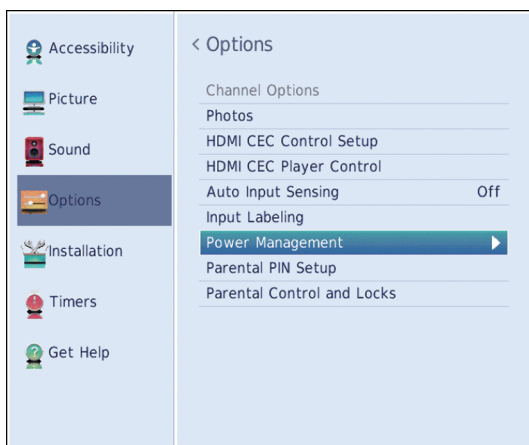 Accessibility
Picture
Sound
Options
Installation
Timers
Get Help
< Options
Channel Options
Photos
HDMI CEC Control Setup
HDMI CEC Player Control
Auto Input Sensing Off
Input Labeling
Power Management
Parental PIN Setup
Parental Control and Locks